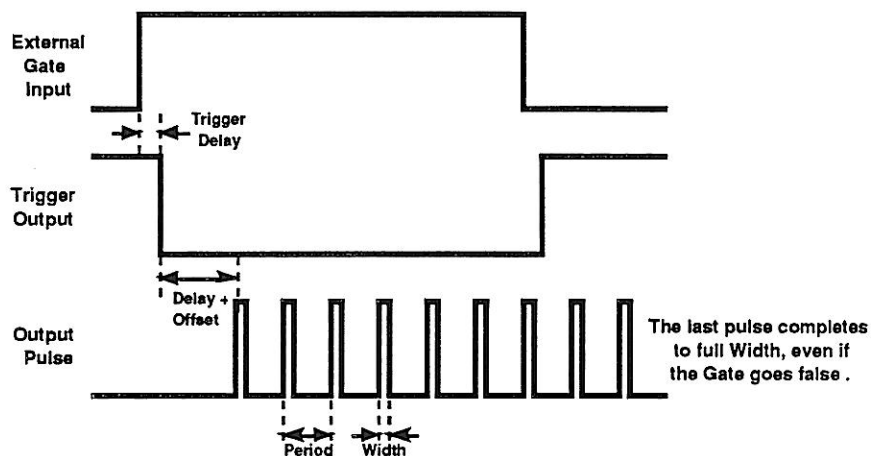 External
Gate
Input
Trigger
Delay
Trigger
Output
Delay +
Offset
Output
Pulse
The last pulse completes
to full Width, even if
the Gate goes false .
Period
Width